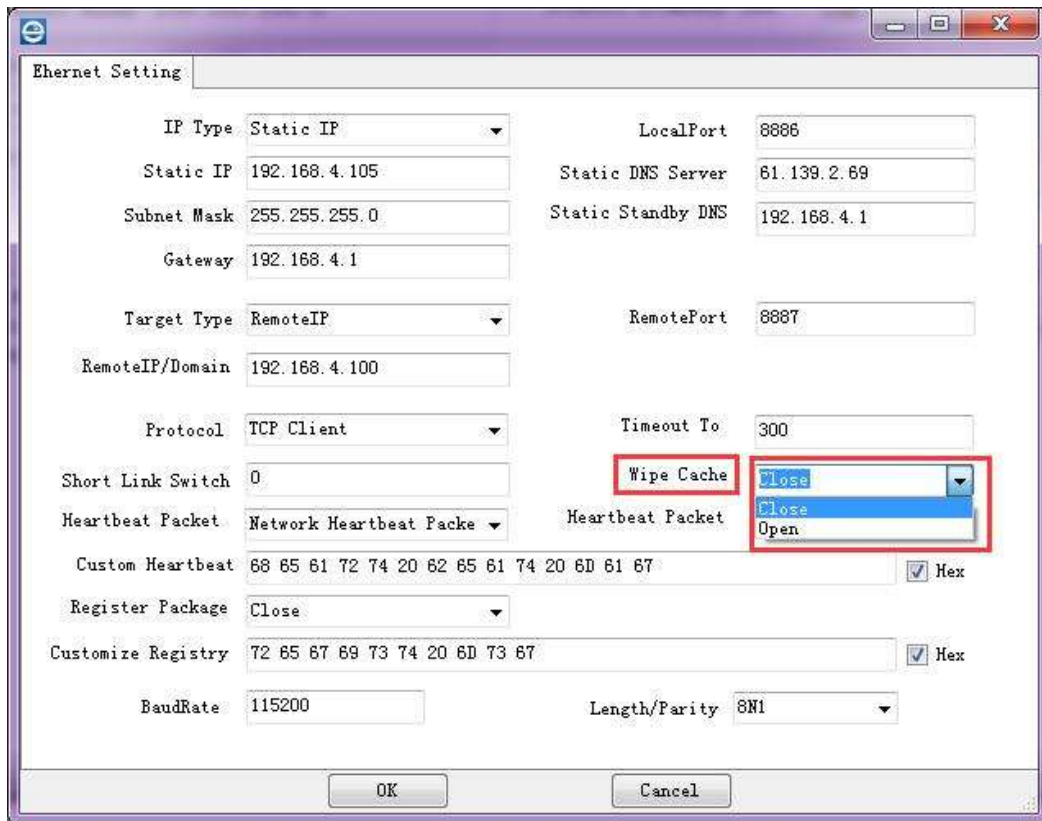 Ehernet Setting
IP Type Static IP LocalPort 8886
Static IP 192.168.4.105 Static DNS Server 61.139.2.69
Subnet Mask 255.255.255.0 Static Standby DNS 192.168.4.1
Gateway 192.168.4.1
Target Type RemoteIP RemotePort 8887
RemoteIP/Domain 192.168.4.100
Protocol TCP Client Timeout To 300
Short Link Switch 0 Wipe Cache Close
Close
Heartbeat Packet Network Heartbeat Packe Heartbeat Packet Open
Custom Heartbeat 68 65 61 72 74 20 62 65 61 74 20 6D 61 67 Hex
Register Package Close
Customize Registry 72 65 67 69 73 74 20 6D 73 67 Hex
BaudRate 115200 Length/Parity 8N1
OK Cancel